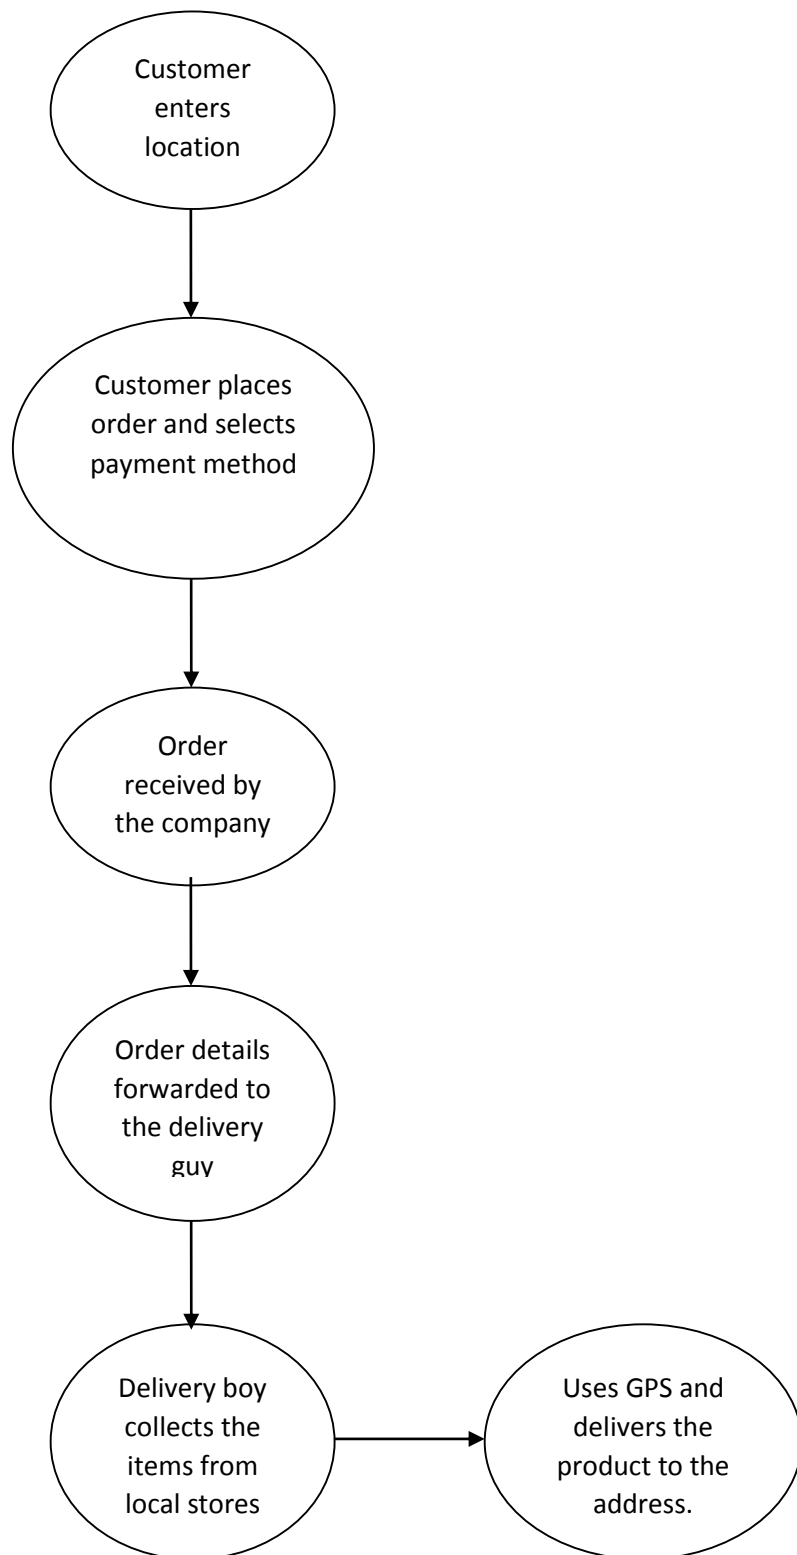 Customer
enters
location
Customer places
order and selects
payment method
Order
received by
the company
Order details
forwarded to
the delivery
guy
Delivery boy
collects the
items from
local stores
Uses GPS and
delivers the
product to the
address.